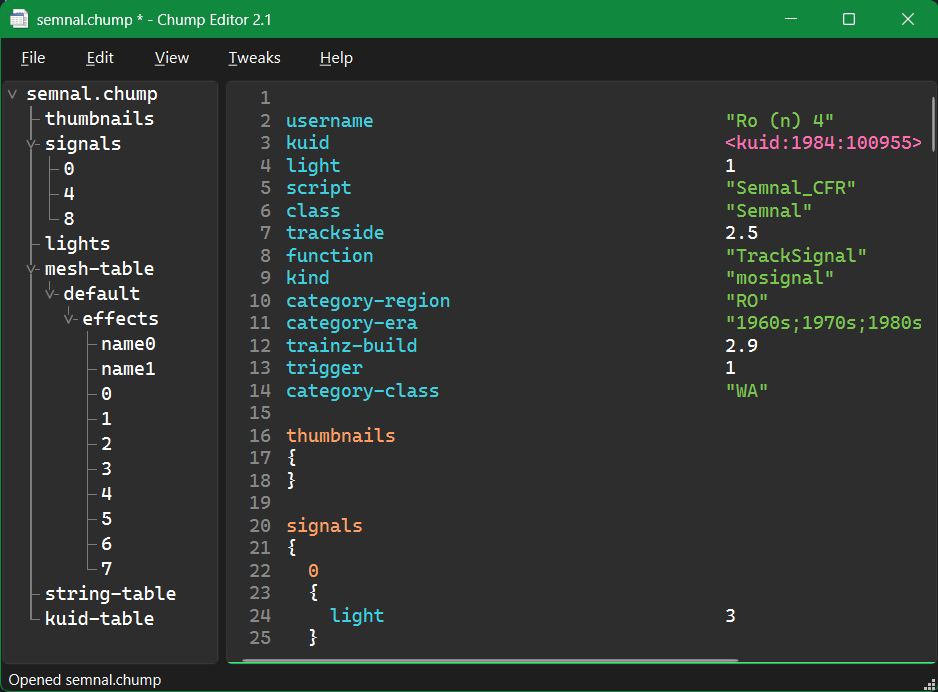 semnal.chump * - Chump Editor 2.1
File Edit View Tweaks Help
semnal.chump
thumbnails
signals
0
4
8
lights
mesh-table
default
effects
name0
name1
0
1
2
3
4
5
6
7
string-table
kuid-table
1
2 username "Ro (n) 4"
3 kuid <kuid:1984:100955>
4 light 1
5 script "Semnal_CFR"
6 class "Semnal"
7 trackside 2.5
8 function "TrackSignal"
9 kind "mosignal"
10 category-region "RO"
11 category-era "1960s;1970s;1980s
12 trainz-build 2.9
13 trigger 1
14 category-class "WA"
15
16 thumbnails
17 {
18 }
19
20 signals
21 {
22 0
23 {
24 light 3
25 }
Opened semnal.chump